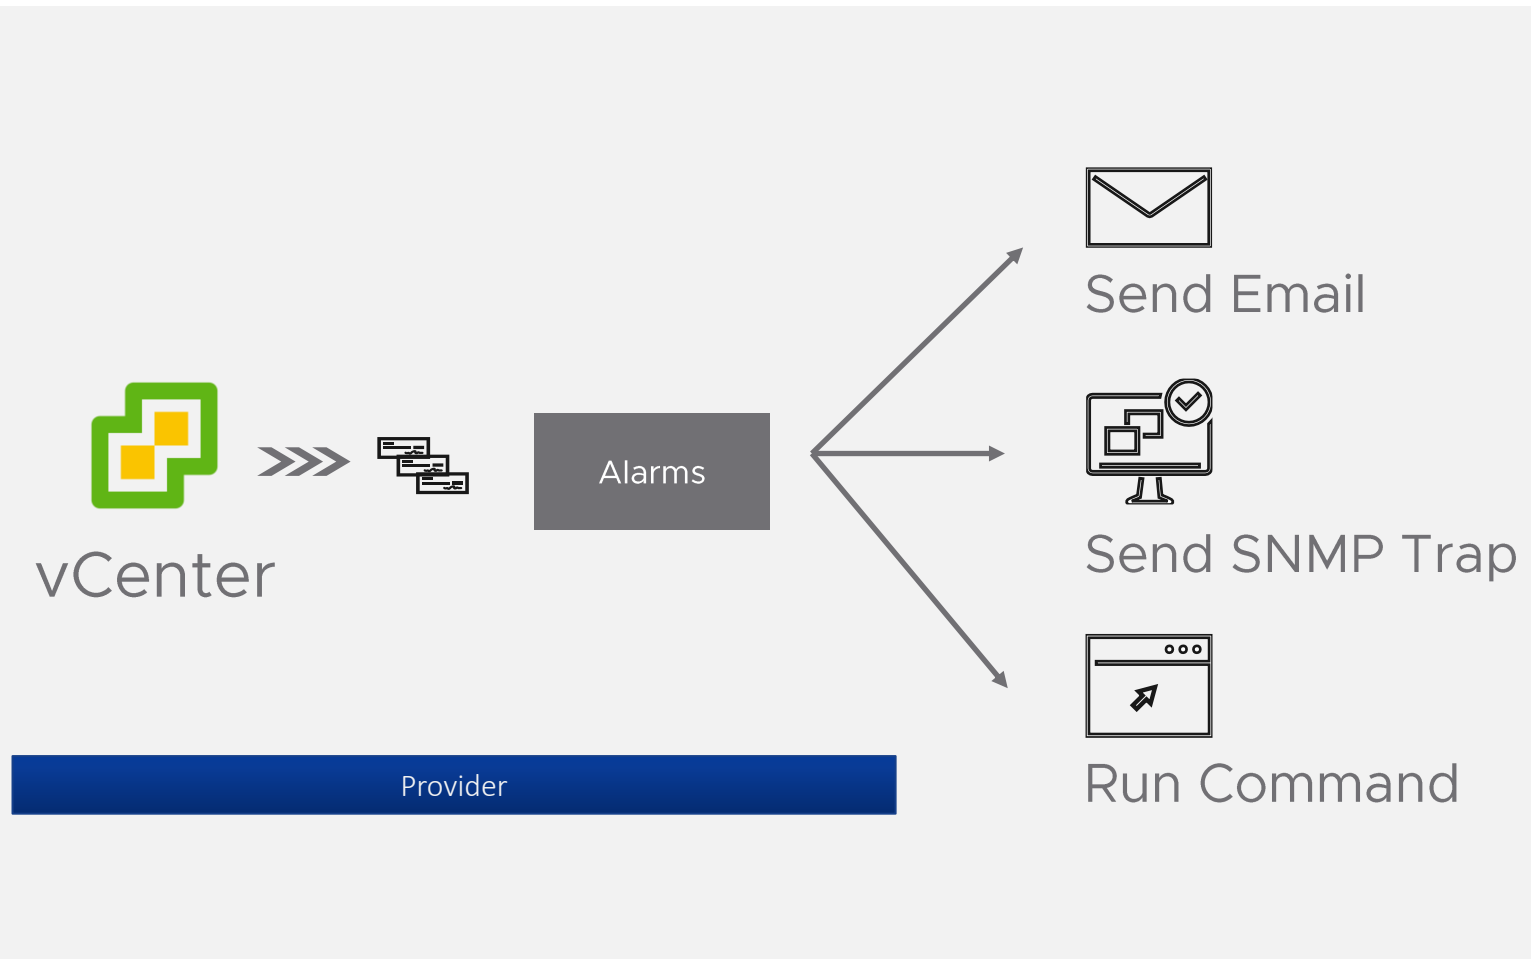 Send Email
Alarms
Send SNMP Trap
vCenter
Run Command
Provider